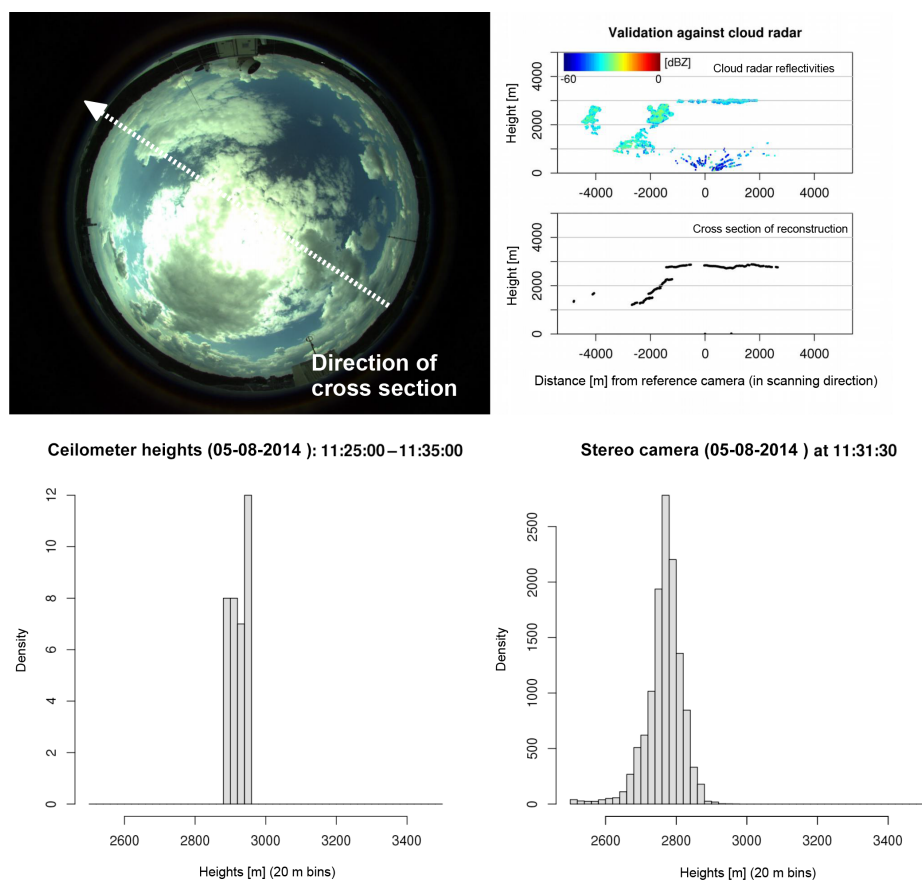 Direction of
cross section
Validation against cloud radar
[dBZ]
-60 0
Cloud radar reflectivities
Height [m]
0 1000 2000 4000
-4000 -2000 0 2000 4000
Cross section of reconstruction
Height [m]
0 1000 2000 4000
-4000 -2000 0 2000 4000
Distance [m] from reference camera (in scanning direction)
Ceilometer heights (05-08-2014 ): 11:25:00–11:35:00
Density
0 2 4 6 8 10 12
2600 2800 3000 3200 3400
Heights [m] (20 m bins)
Stereo camera (05-08-2014 ) at 11:31:30
Density
0 500 1000 1500 2000 2500
2600 2800 3000 3200 3400
Heights [m] (20 m bins)